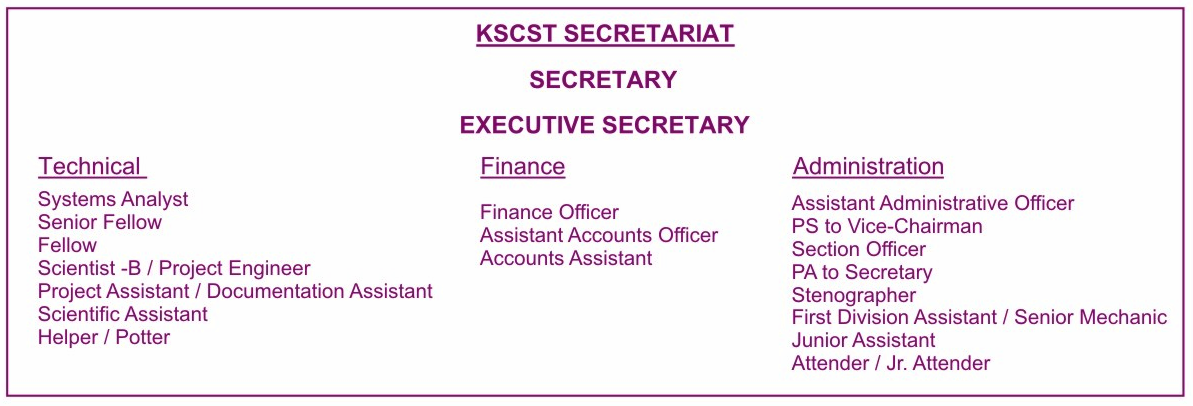 KSCST SECRETARIAT
SECRETARY
EXECUTIVE SECRETARY
Technical
Systems Analyst
Senior Fellow
Fellow
Scientist -B / Project Engineer
Project Assistant / Documentation Assistant
Scientific Assistant
Helper / Potter
Finance
Finance Officer
Assistant Accounts Officer
Accounts Assistant
Administration
Assistant Administrative Officer
PS to Vice-Chairman
Section Officer
PA to Secretary
Stenographer
First Division Assistant / Senior Mechanic
Junior Assistant
Attender / Jr. Attender